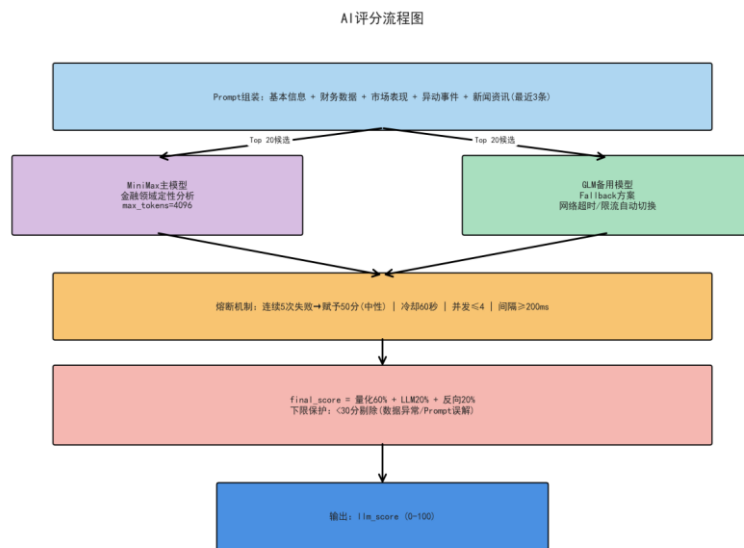 AI评分流程图
Prompt组装: 基本信息 + 财务数据 + 市场表现 + 异动事件 + 新闻资讯(最近3条)
Top 20候选
Top 20候选
MiniMax主模型
金融领域定性分析
max_tokens=4096
GLM备用模型
Fallback方案
网络超时/限流自动切换
熔断机制: 连续5次失败→赋予50分(中性) | 冷却60秒 | 并发≤4 | 间隔≥200ms
final_score = 量化60% + LLM20% + 反向20%
下限保护: <30分剔除(数据异常/Prompt误解)
输出: llm_score (0-100)